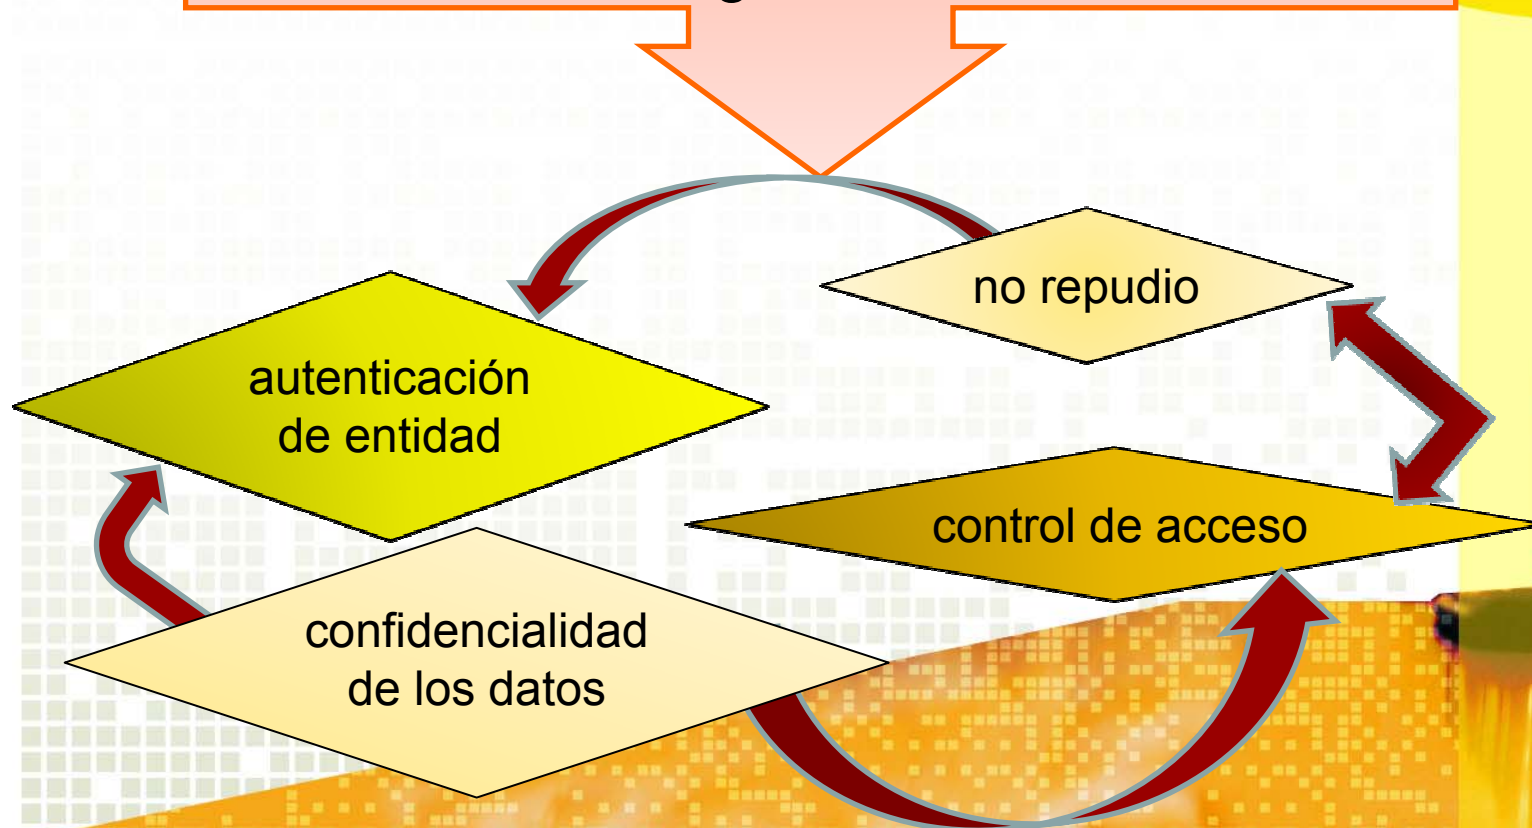 no repudio
autenticación
de entidad
control de acceso
confidencialidad
de los datos